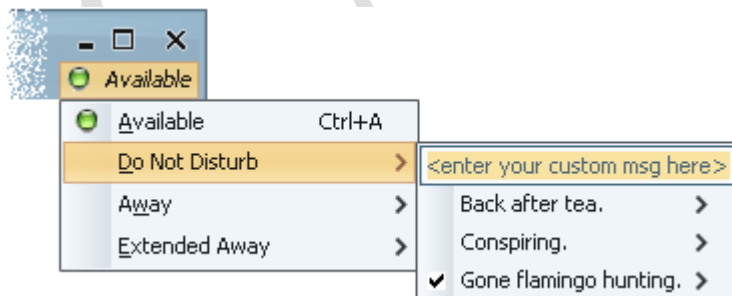 Available
Available Ctrl+A
Do Not Disturb
Away
Extended Away
<enter your custom msg here>
Back after tea.
Conspiring.
Gone flamingo hunting.